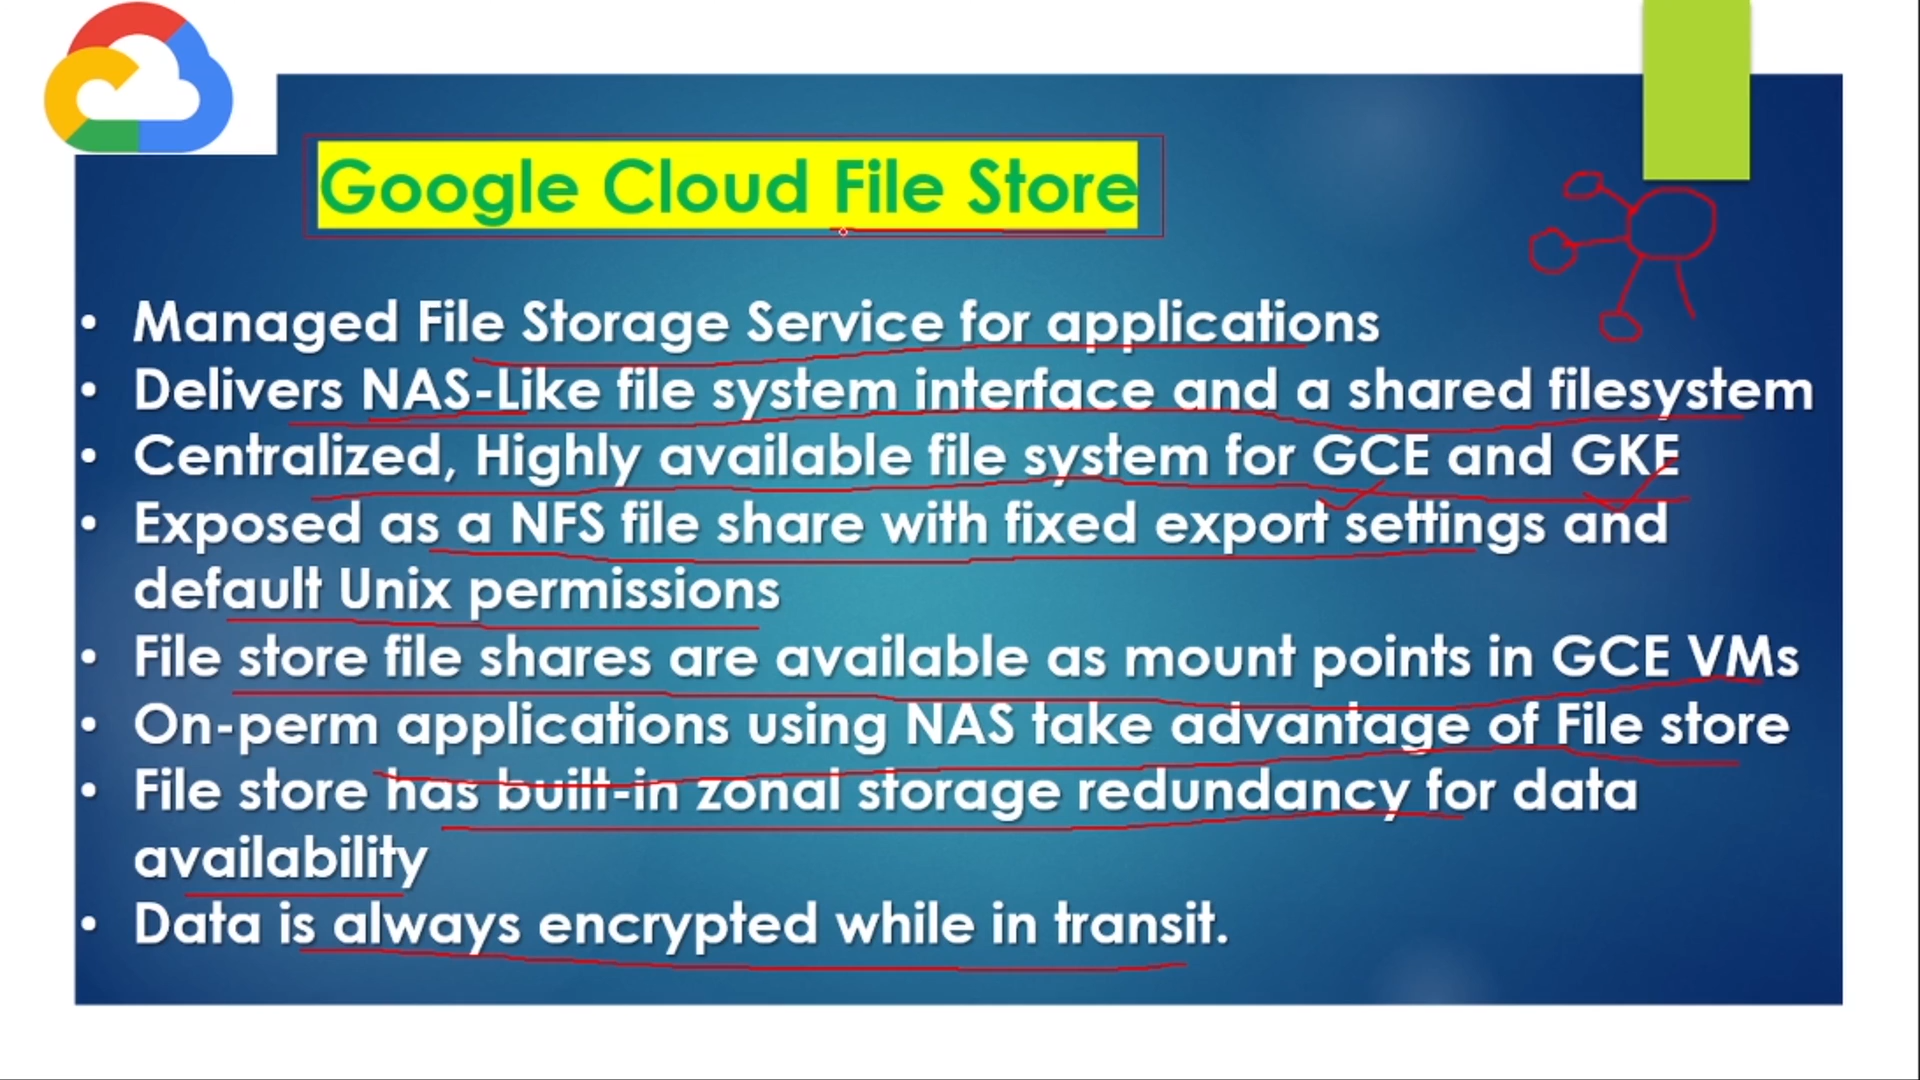 Google Cloud File Store
• Managed File Storage Service for applications
• Delivers NAS-Like file system interface and a shared filesystem
• Centralized, Highly available file system for GCE and GKE
• Exposed as a NFS file share with fixed export settings and
default Unix permissions
• File store file shares are available as mount points in GCE VMs
• On-perm applications using NAS take advantage of File store
• File store has built-in zonal storage redundancy for data
availability
• Data is always encrypted while in transit.